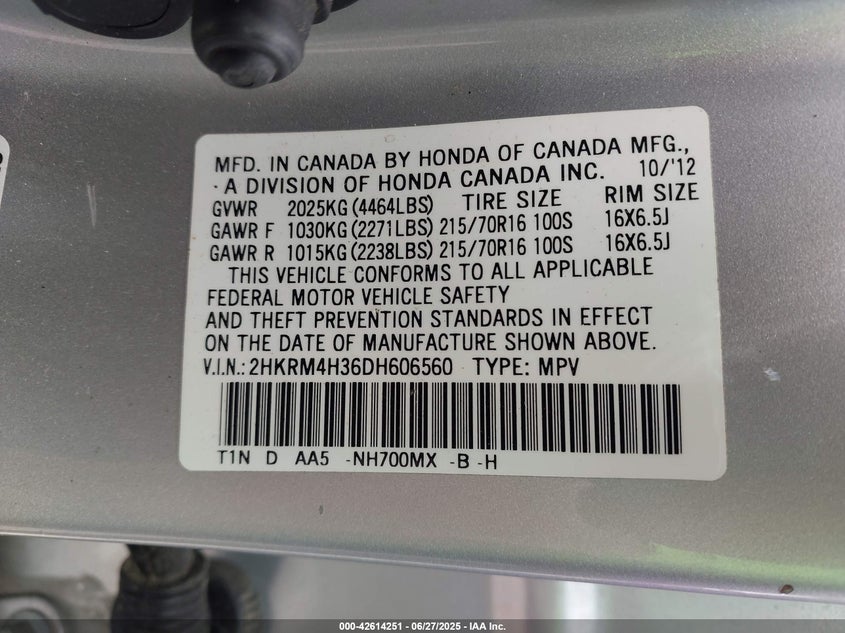 MFD. IN CANADA BY HONDA OF CANADA MFG.,
A DIVISION OF HONDA CANADA INC. 10/'12
GVWR 2025KG (4464LBS) TIRE SIZE RIM SIZE
GAWR F 1030KG (2271LBS) 215/70R16 100S 16X6.5J
GAWR R 1015KG (2238LBS) 215/70R16 100S 16X6.5J
THIS VEHICLE CONFORMS TO ALL APPLICABLE
FEDERAL MOTOR VEHICLE SAFETY
AND THEFT PREVENTION STANDARDS IN EFFECT
ON THE DATE OF MANUFACTURE SHOWN ABOVE.
V.I.N.: 2HKRM4H36DH606560 TYPE: MPV
T1N D AA5 -NH700MX -B -H
000-42614251 - 06/27/2025 - IAA Inc.